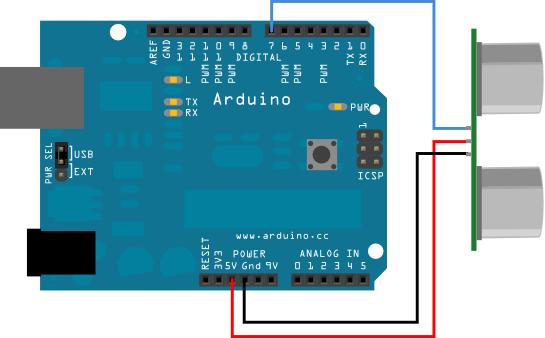 AREF
GND
13
12
11
10
9
8
7
6
5
4
3
2
1
0
DIGITAL
PWM
PWM
PWM
PWM
PWM
PWM
TX
RX
L
TX
RX
Arduino
PWR
1
ICSP
PWR SEL
USB
EXT
www.arduino.cc
POWER
ANALOG IN
RESET
3V3
5V Gnd 9V
0 1 2 3 4 5